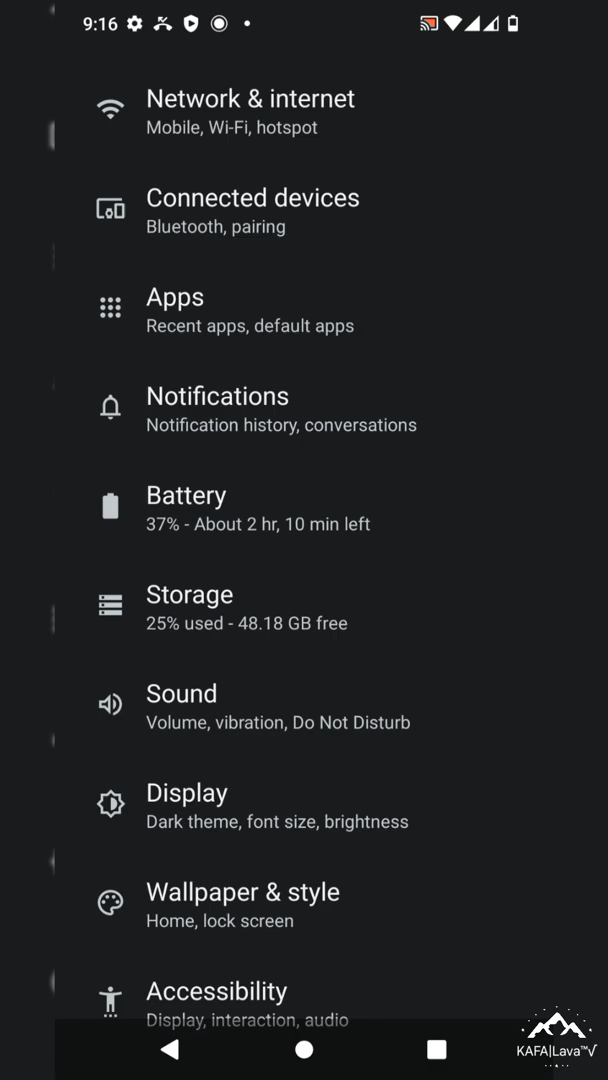 9:16
Network & internet
Mobile, Wi-Fi, hotspot
Connected devices
Bluetooth, pairing
Apps
Recent apps, default apps
Notifications
Notification history, conversations
Battery
37% - About 2 hr, 10 min left
Storage
25% used - 48.18 GB free
Sound
Volume, vibration, Do Not Disturb
Display
Dark theme, font size, brightness
Wallpaper & style
Home, lock screen
Accessibility
Display, interaction, audio
KAFA|Lava™√